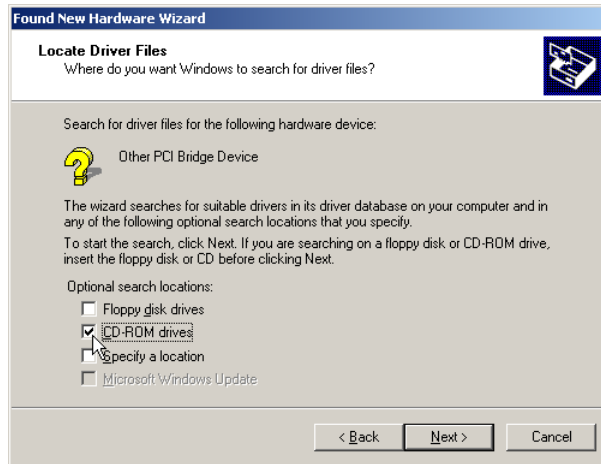 Found New Hardware Wizard
Locate Driver Files
Where do you want Windows to search for driver files?
Search for driver files for the following hardware device:
Other PCI Bridge Device
The wizard searches for suitable drivers in its driver database on your computer and in
any of the following optional search locations that you specify.
To start the search, click Next. If you are searching on a floppy disk or CD-ROM drive,
insert the floppy disk or CD before clicking Next.
Optional search locations:
Floppy disk drives
CD-ROM drives
Specify a location
Microsoft Windows Update
< Back Next > Cancel